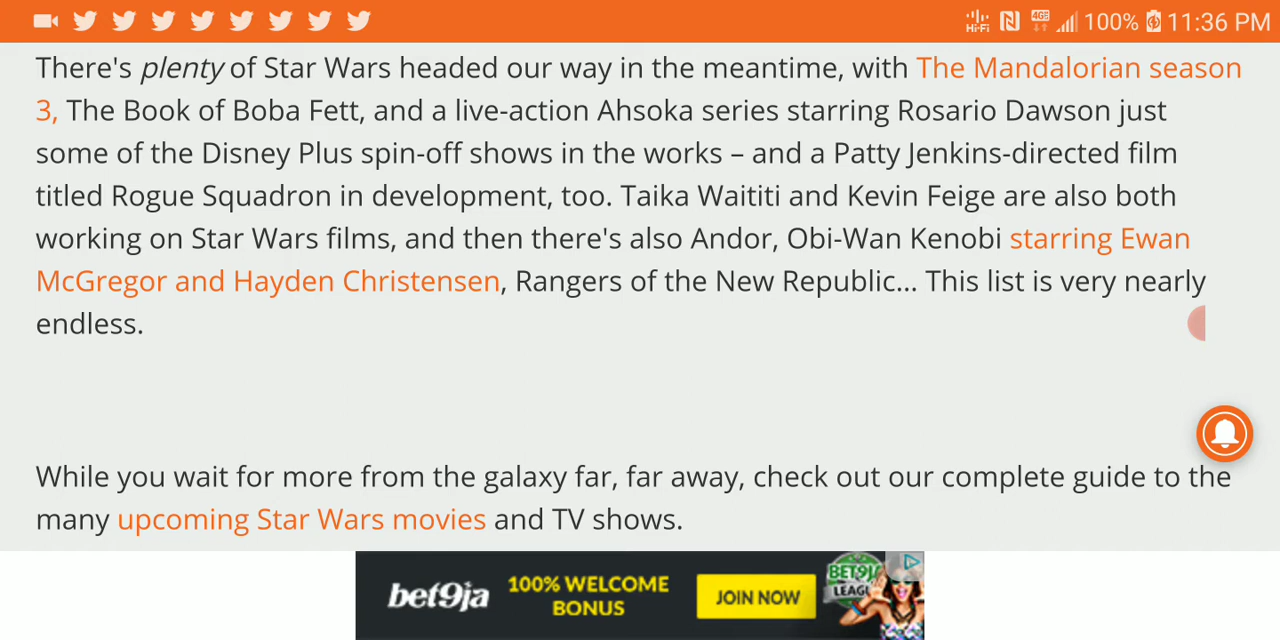 HiFi 4GE 100% 11:36 PM
There's plenty of Star Wars headed our way in the meantime, with The Mandalorian season
3, The Book of Boba Fett, and a live-action Ahsoka series starring Rosario Dawson just
some of the Disney Plus spin-off shows in the works – and a Patty Jenkins-directed film
titled Rogue Squadron in development, too. Taika Waititi and Kevin Feige are also both
working on Star Wars films, and then there's also Andor, Obi-Wan Kenobi starring Ewan
McGregor and Hayden Christensen, Rangers of the New Republic... This list is very nearly
endless.
While you wait for more from the galaxy far, far away, check out our complete guide to the
many upcoming Star Wars movies and TV shows.
bet9ja
100% WELCOME
BONUS
JOIN NOW
BET9JA
LEAGU